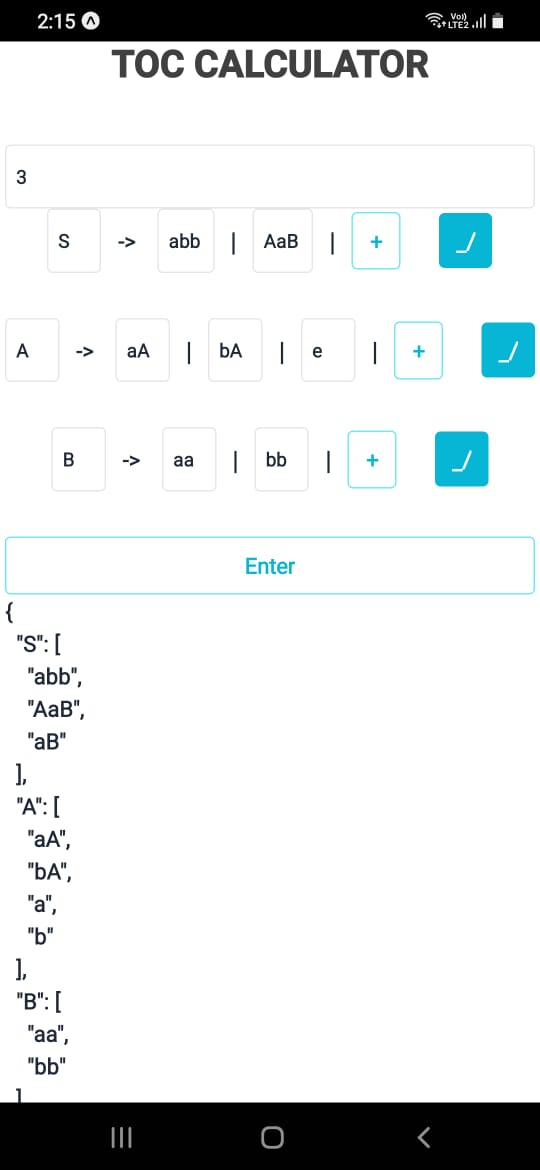 2:15
Vo)) LTE2
TOC CALCULATOR
3
S -> abb | AaB | +
A -> aA | bA | e | +
B -> aa | bb | +
Enter
{
"S": [
"abb",
"AaB",
"aB"
],
"A": [
"aA",
"bA",
"a",
"b"
],
"B": [
"aa",
"bb"
]